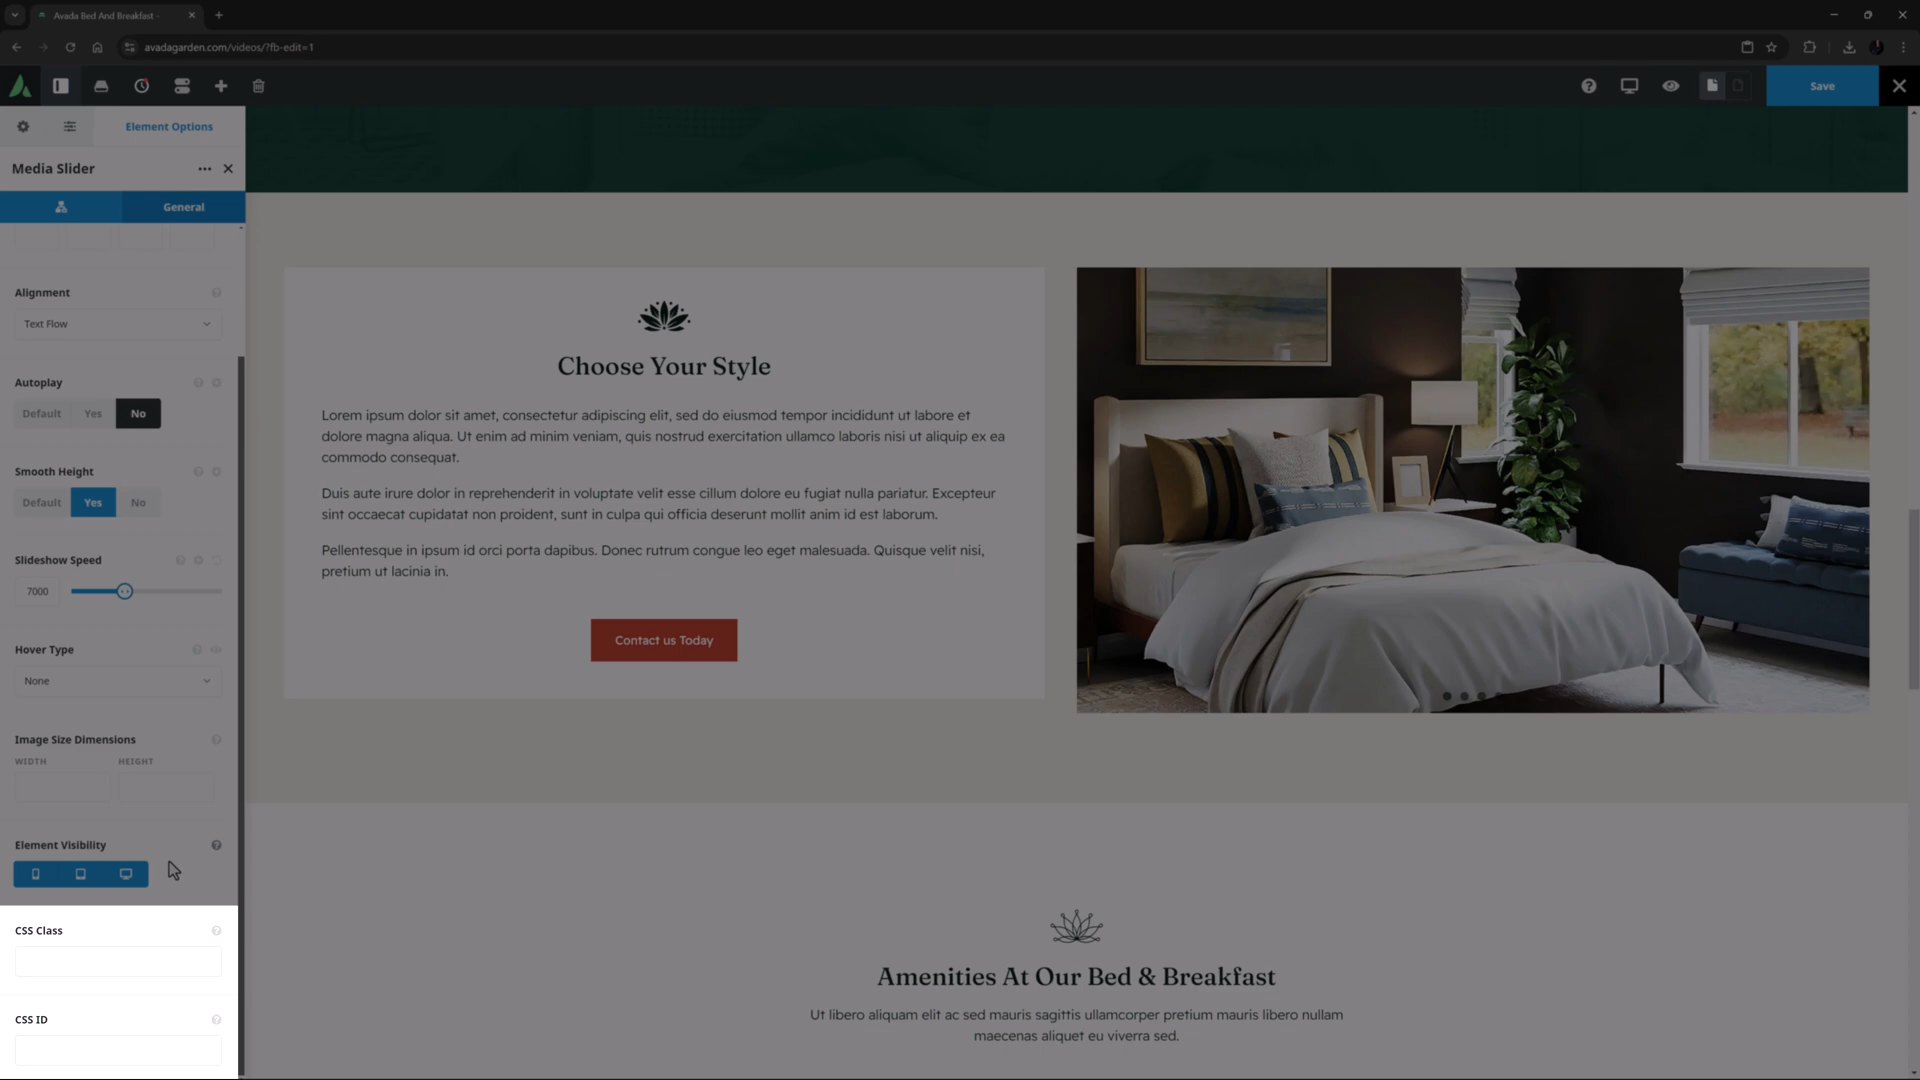 Avada Bed And Breakfast -
avadagarden.com/videos/?fb-edit=1
Save
Element Options
Media Slider
General
Alignment
Text Flow
Autoplay
Default Yes No
Smooth Height
Default Yes No
Slideshow Speed
7000
Hover Type
None
Image Size Dimensions
WIDTH HEIGHT
Element Visibility
CSS Class
CSS ID
Choose Your Style
Lorem ipsum dolor sit amet, consectetur adipiscing elit, sed do eiusmod tempor incididunt ut labore et
dolore magna aliqua. Ut enim ad minim veniam, quis nostrud exercitation ullamco laboris nisi ut aliquip ex ea
commodo consequat.
Duis aute irure dolor in reprehenderit in voluptate velit esse cillum dolore eu fugiat nulla pariatur. Excepteur
sint occaecat cupidatat non proident, sunt in culpa qui officia deserunt mollit anim id est laborum.
Pellentesque in ipsum id orci porta dapibus. Donec rutrum congue leo eget malesuada. Quisque velit nisi,
pretium ut lacinia in.
Contact us Today
Amenities At Our Bed & Breakfast
Ut libero aliquam elit ac sed mauris sagittis ullamcorper pretium mauris libero nullam
maecenas aliquet eu viverra sed.